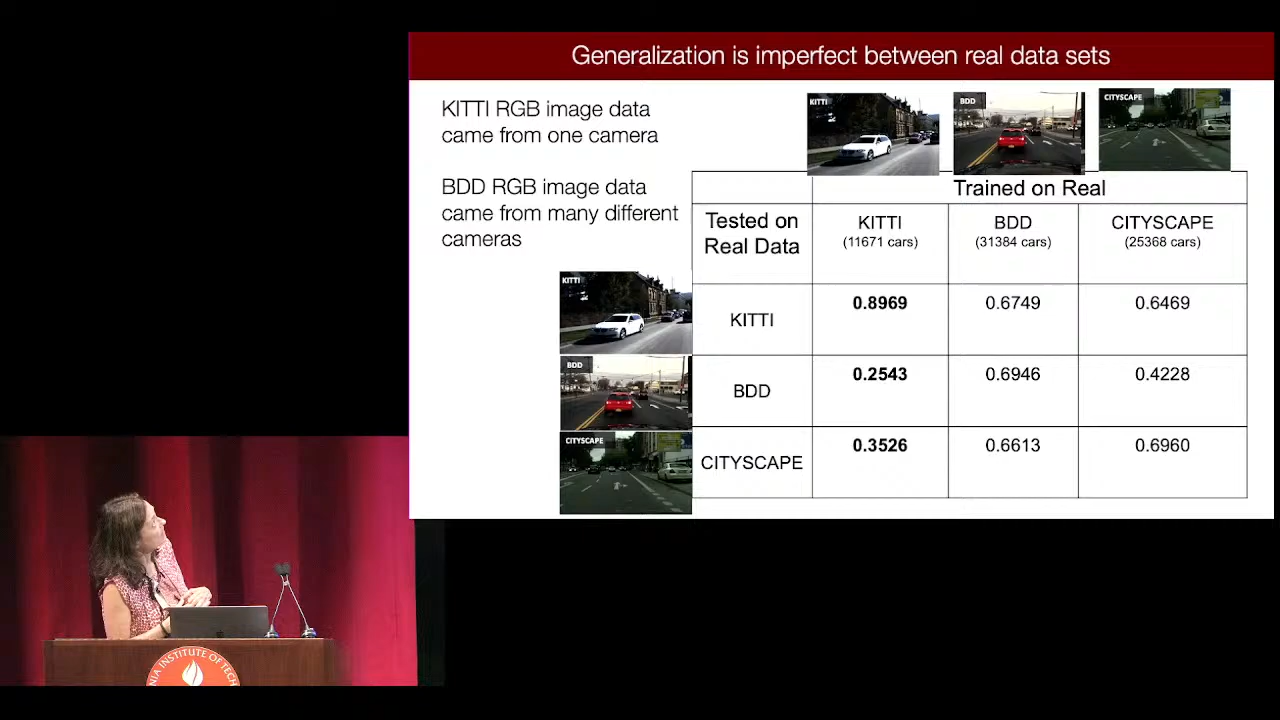 Generalization is imperfect between real data sets
KITTI RGB image data
came from one camera
BDD RGB image data
came from many different
cameras
KITTI
BDD
CITYSCAPE
Trained on Real
Tested on
Real Data
KITTI
(11671 cars)
BDD
(31384 cars)
CITYSCAPE
(25368 cars)
KITTI
KITTI
0.8969
0.6749
0.6469
BDD
BDD
0.2543
0.6946
0.4228
CITYSCAPE
CITYSCAPE
0.3526
0.6613
0.6960
INSTITUTE OF